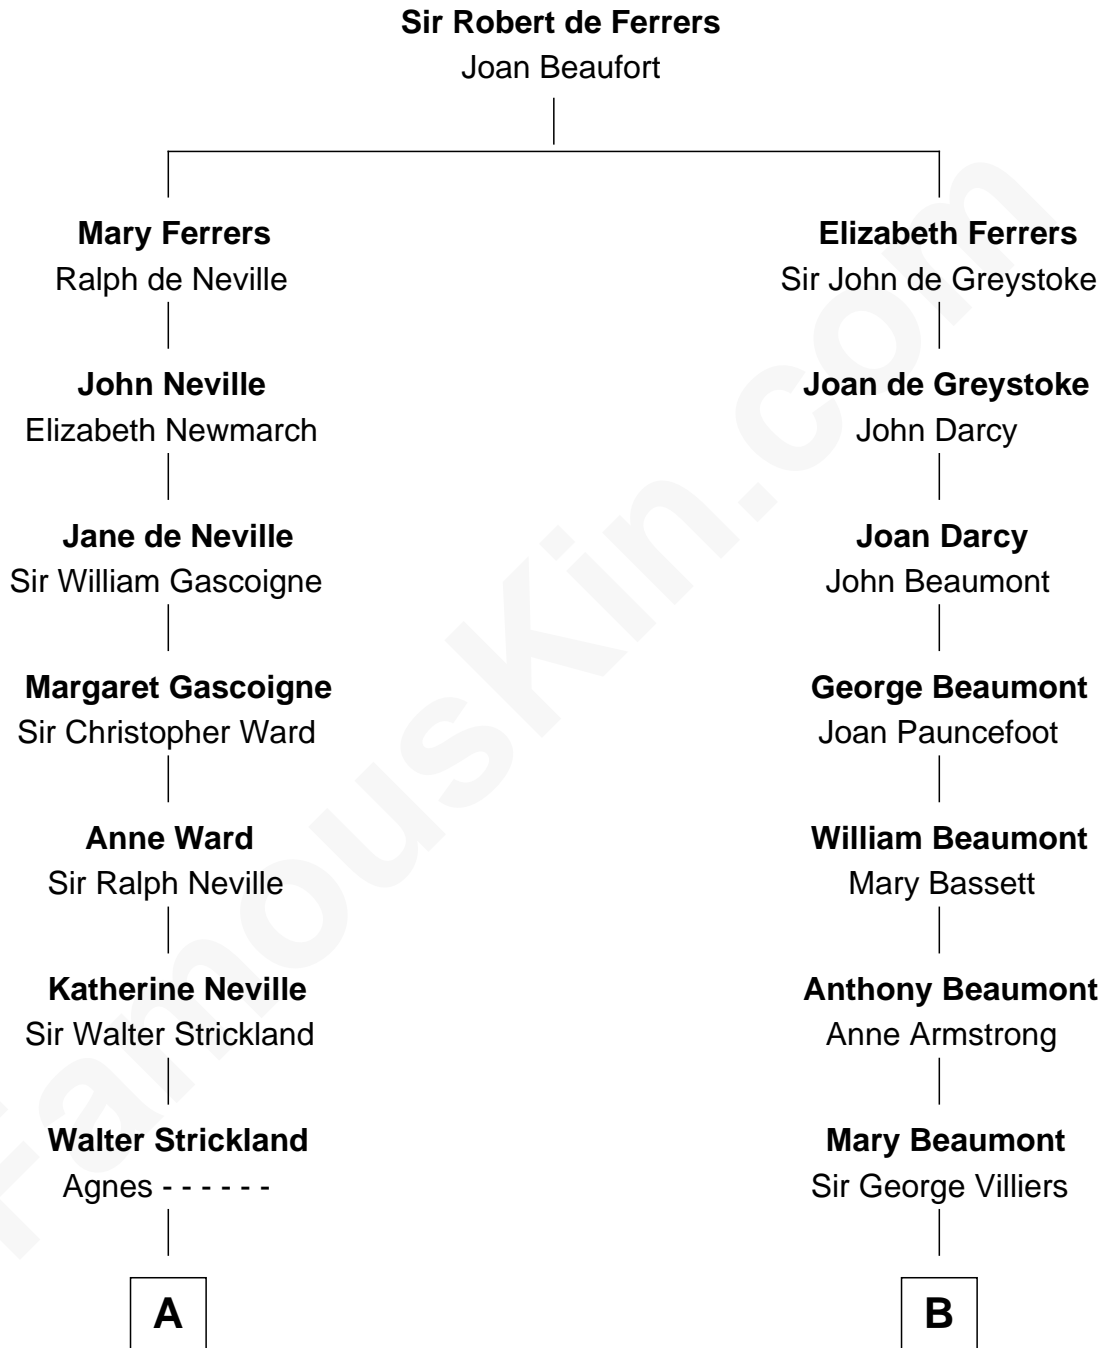 Sir Robert de Ferrers
Joan Beaufort
Mary Ferrers
Ralph de Neville
Elizabeth Ferrers
Sir John de Greystoke
John Neville
Elizabeth Newmarch
Joan de Greystoke
John Darcy
Jane de Neville
Sir William Gascoigne
Joan Darcy
John Beaumont
Margaret Gascoigne
Sir Christopher Ward
George Beaumont
Joan Pauncefoot
Anne Ward
Sir Ralph Neville
William Beaumont
Mary Bassett
Katherine Neville
Sir Walter Strickland
Anthony Beaumont
Anne Armstrong
Walter Strickland
Agnes - - - - - -
Mary Beaumont
Sir George Villiers
A
B
FamousKin.com